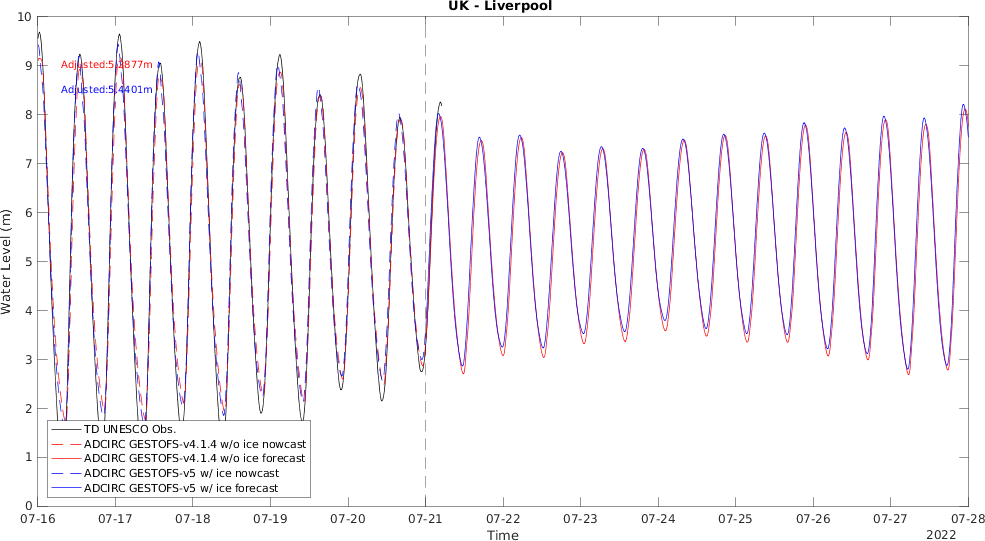 UK - Liverpool
10
9
8
7
6
5
4
3
2
1
0
Water Level (m)
Adjusted:5.2877m
Adjusted:5.4401m
TD UNESCO Obs.
ADCIRC GESTOFS-v4.1.4 w/o ice nowcast
ADCIRC GESTOFS-v4.1.4 w/o ice forecast
ADCIRC GESTOFS-v5 w/ ice nowcast
ADCIRC GESTOFS-v5 w/ ice forecast
07-16 07-17 07-18 07-19 07-20 07-21 07-22 07-23 07-24 07-25 07-26 07-27 07-28
Time
2022